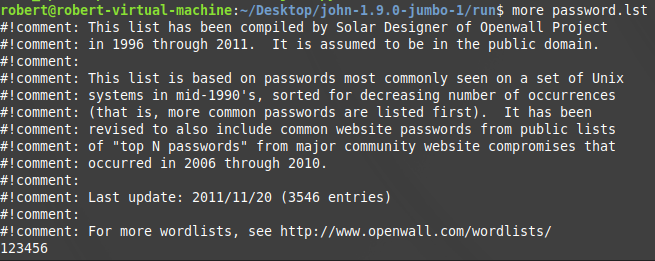 robert@robert-virtual-machine:~/Desktop/john-1.9.0-jumbo-1/run$ more password.lst
#!comment: This list has been compiled by Solar Designer of Openwall Project
#!comment: in 1996 through 2011.  It is assumed to be in the public domain.
#!comment:
#!comment: This list is based on passwords most commonly seen on a set of Unix
#!comment: systems in mid-1990's, sorted for decreasing number of occurrences
#!comment: (that is, more common passwords are listed first).  It has been
#!comment: revised to also include common website passwords from public lists
#!comment: of "top N passwords" from major community website compromises that
#!comment: occurred in 2006 through 2010.
#!comment:
#!comment: Last update: 2011/11/20 (3546 entries)
#!comment:
#!comment: For more wordlists, see http://www.openwall.com/wordlists/
123456